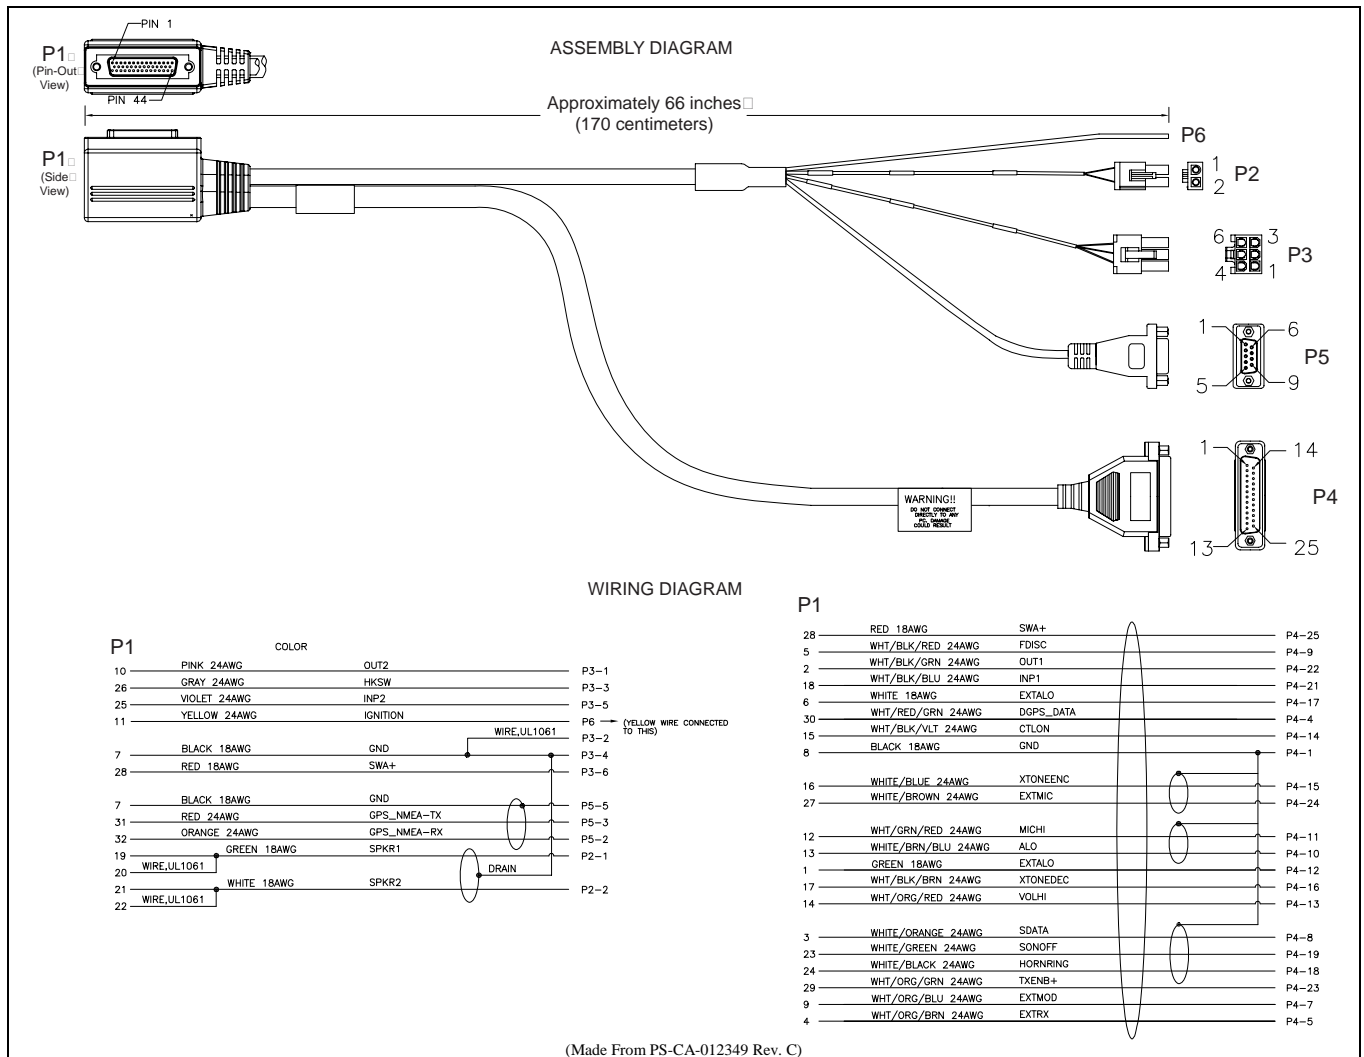 PIN 1
P1
(Pin-Out
View)
PIN 44
ASSEMBLY DIAGRAM
Approximately 66 inches
(170 centimeters)
P1
(Side
View)
P6
1
2
P2
6
3
4
1
P3
1
6
5
9
P5
1
14
13
25
P4
WARNING!!
DO NOT CONNECT
DIRECTLY TO ANY
PC, DAMAGE
COULD RESULT
WIRING DIAGRAM
P1
COLOR
10 PINK 24AWG OUT2 P3-1
26 GRAY 24AWG HKSW P3-3
25 VIOLET 24AWG INP2 P3-5
11 YELLOW 24AWG IGNITION P6 (YELLOW WIRE CONNECTED
TO THIS)
WIRE,UL1061 P3-2
7 BLACK 18AWG GND P3-4
28 RED 18AWG SWA+ P3-6
7 BLACK 18AWG GND P5-5
31 RED 24AWG GPS_NMEA-TX P5-3
32 ORANGE 24AWG GPS_NMEA-RX P5-2
19 GREEN 18AWG SPKR1 P2-1
20 WIRE,UL1061
DRAIN
21 WHITE 18AWG SPKR2 P2-2
22 WIRE,UL1061
P1
28 RED 18AWG SWA+ P4-25
5 WHT/BLK/RED 24AWG FDISC P4-9
2 WHT/BLK/GRN 24AWG OUT1 P4-22
18 WHT/BLK/BLU 24AWG INP1 P4-21
6 WHITE 18AWG EXTALO P4-17
30 WHT/RED/GRN 24AWG DGPS_DATA P4-4
15 WHT/BLK/VLT 24AWG CTLON P4-14
8 BLACK 18AWG GND P4-1
16 WHITE/BLUE 24AWG XTONEENC P4-15
27 WHITE/BROWN 24AWG EXTMIC P4-24
12 WHT/GRN/RED 24AWG MICHI P4-11
13 WHITE/BRN/BLU 24AWG ALO P4-10
1 GREEN 18AWG EXTALO P4-12
17 WHT/BLK/BRN 24AWG XTONEDEC P4-16
14 WHT/ORG/RED 24AWG VOLHI P4-13
3 WHITE/ORANGE 24AWG SDATA P4-8
23 WHITE/GREEN 24AWG SONOFF P4-19
24 WHITE/BLACK 24AWG HORNRING P4-18
29 WHT/ORG/GRN 24AWG TXENB+ P4-23
9 WHT/ORG/BLU 24AWG EXTMOD P4-7
4 WHT/ORG/BRN 24AWG EXTRX P4-5
(Made From PS-CA-012349 Rev. C)